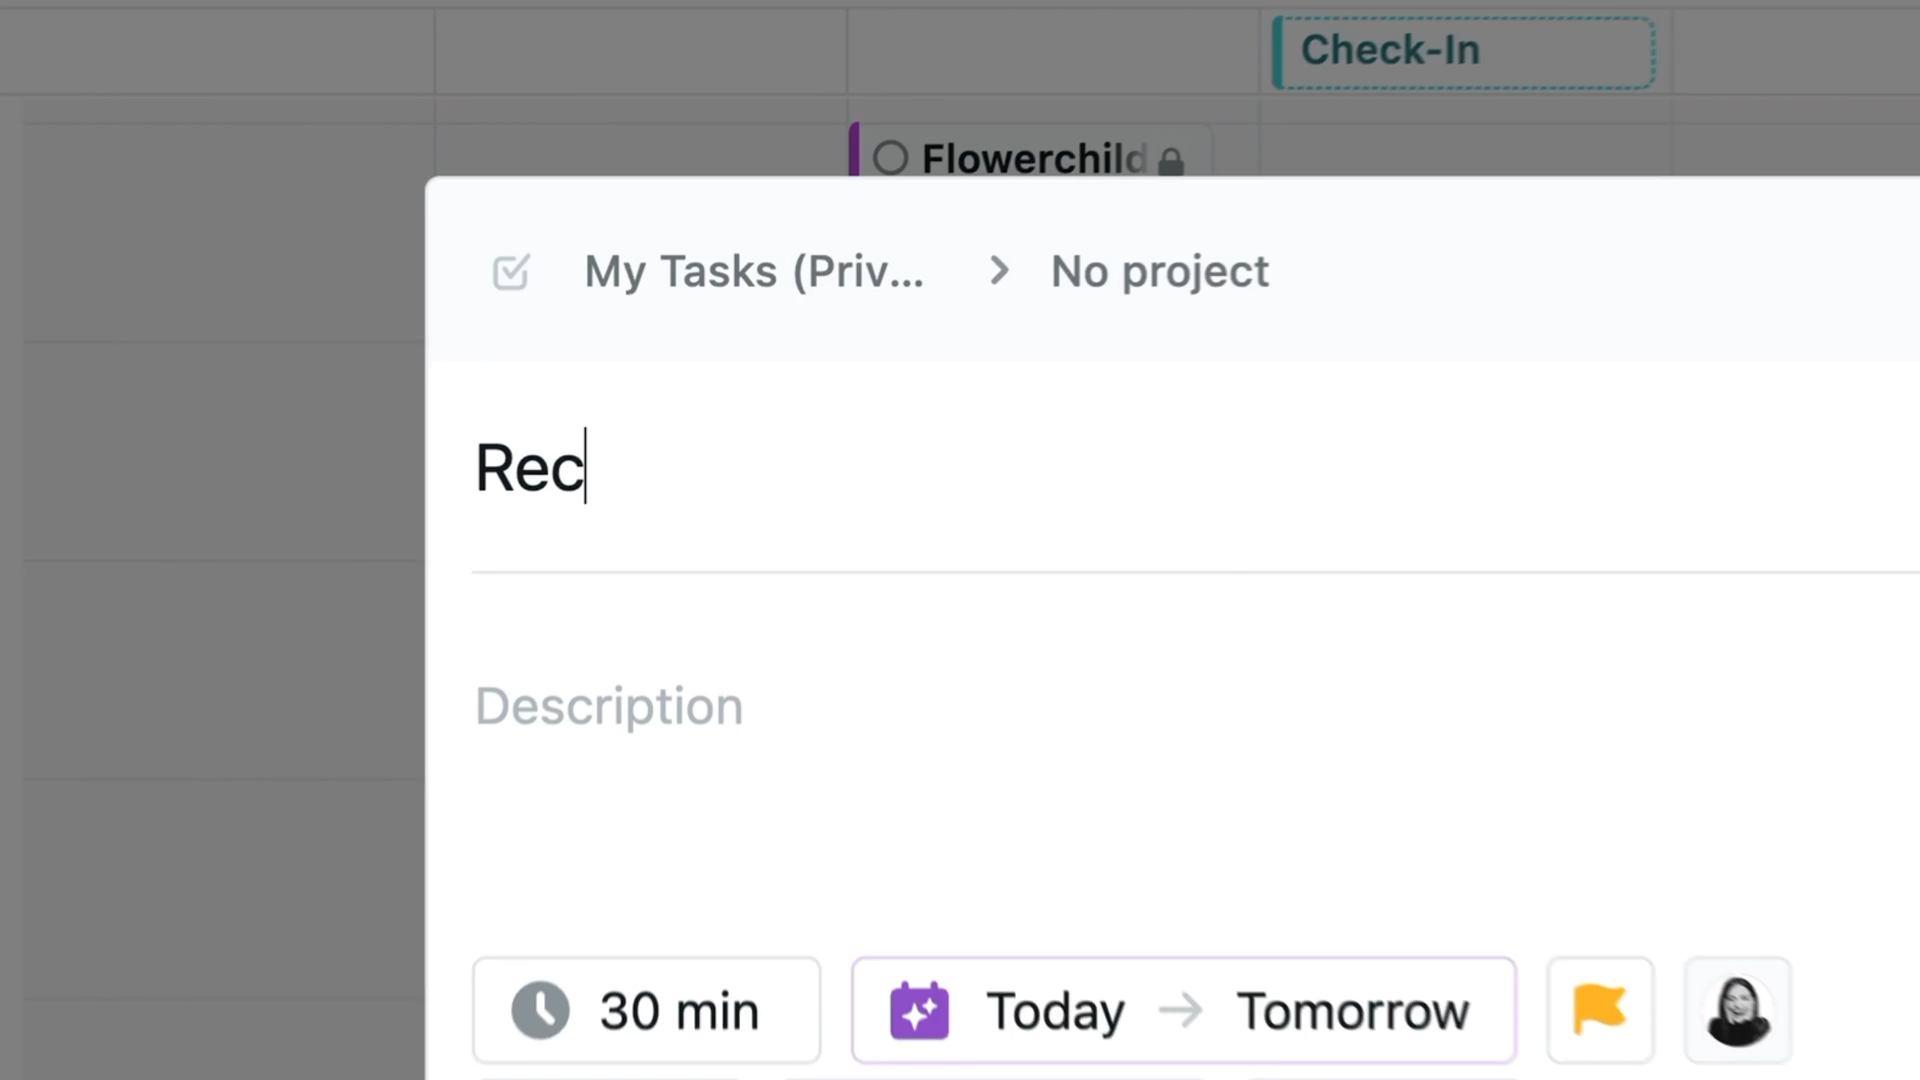 Check-In
Flowerchild
My Tasks (Priv... > No project
Rec
Description
30 min
Today → Tomorrow